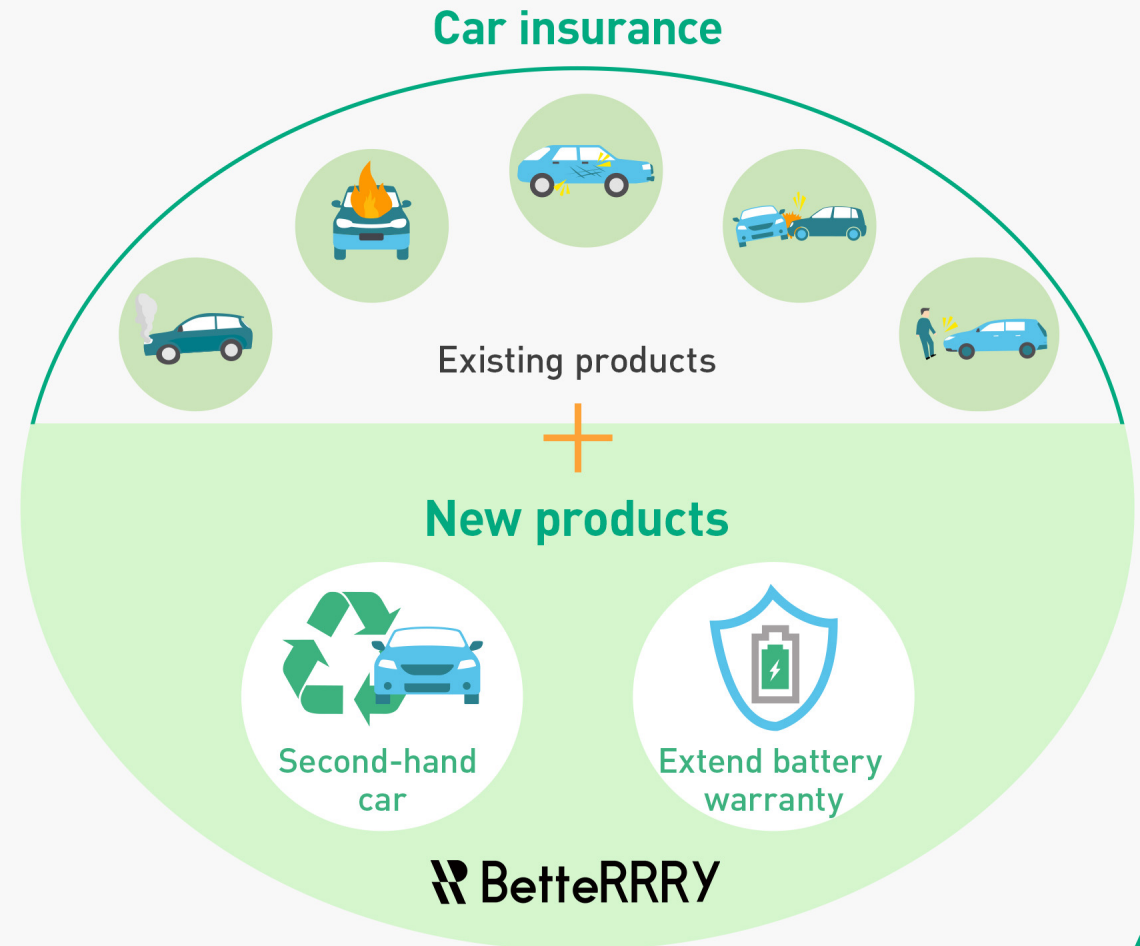 Car insurance
Existing products
New products
Second-hand
car
Extend battery
warranty
BetteRRRY